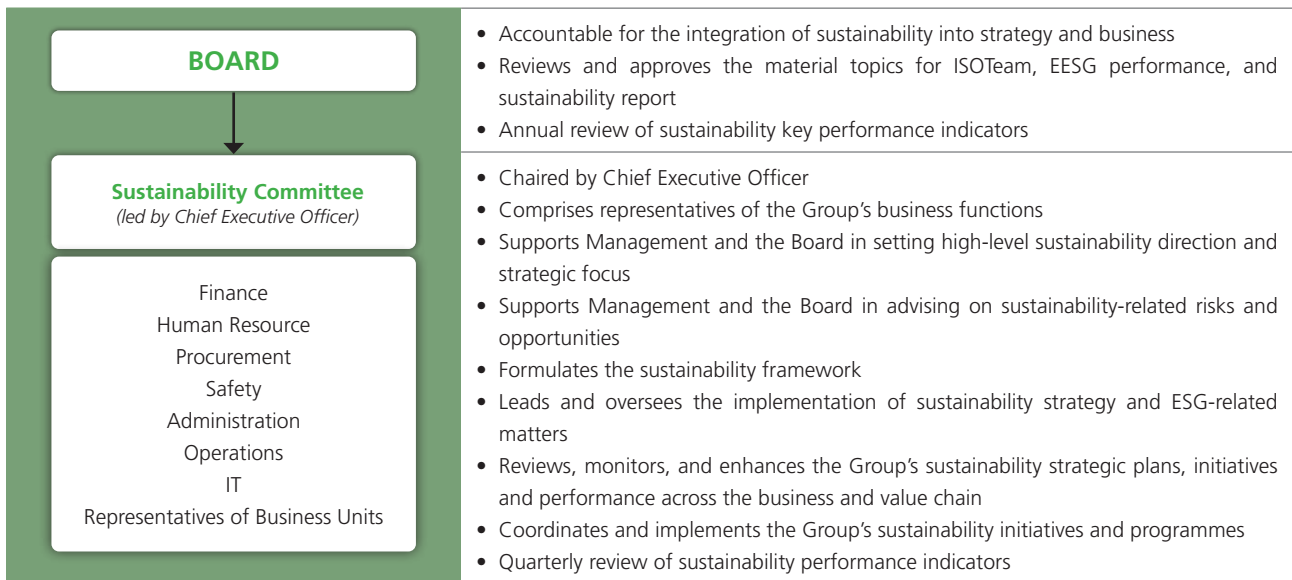 BOARD
• Accountable for the integration of sustainability into strategy and business
• Reviews and approves the material topics for ISOTeam, EESG performance, and
sustainability report
• Annual review of sustainability key performance indicators
Sustainability Committee
(led by Chief Executive Officer)
Finance
Human Resource
Procurement
Safety
Administration
Operations
IT
Representatives of Business Units
• Chaired by Chief Executive Officer
• Comprises representatives of the Group’s business functions
• Supports Management and the Board in setting high-level sustainability direction and
strategic focus
• Supports Management and the Board in advising on sustainability-related risks and
opportunities
• Formulates the sustainability framework
• Leads and oversees the implementation of sustainability strategy and ESG-related
matters
• Reviews, monitors, and enhances the Group’s sustainability strategic plans, initiatives
and performance across the business and value chain
• Coordinates and implements the Group’s sustainability initiatives and programmes
• Quarterly review of sustainability performance indicators